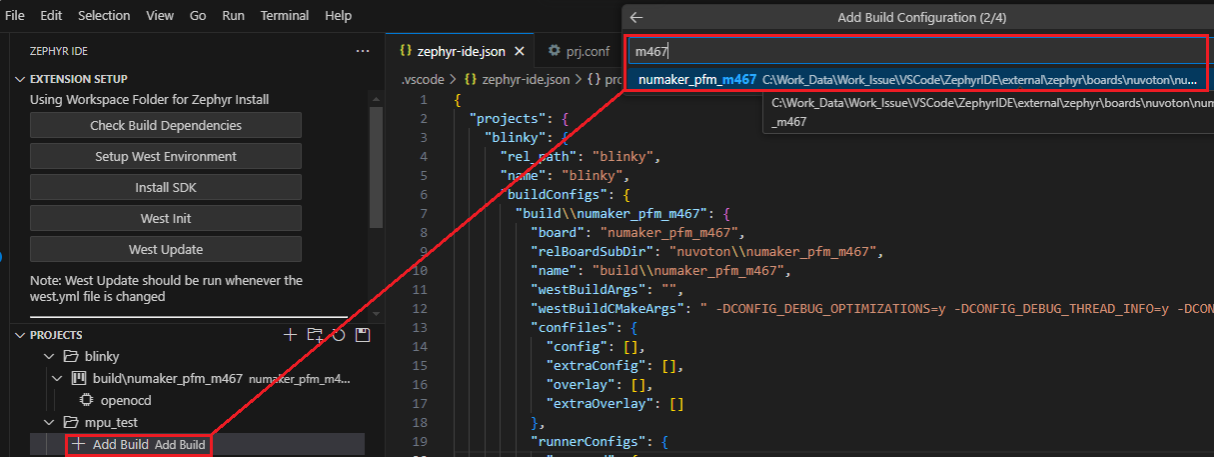 File Edit Selection View Go Run Terminal Help
Add Build Configuration (2/4)
m467
numaker_pfm_m467 C:\Work_Data\Work_Issue\VSCode\ZephyrIDE\external\zephyr\boards\nuvoton\nu...
C:\Work_Data\Work_Issue\VSCode\ZephyrIDE\external\zephyr\boards\nuvoton\num
_m467
ZEPHYR IDE ...
EXTENSION SETUP
Using Workspace Folder for Zephyr Install
Check Build Dependencies
Setup West Environment
Install SDK
West Init
West Update
Note: West Update should be run whenever the
west.yml file is changed
PROJECTS
blinky
build\numaker_pfm_m467 numaker_pfm_m4...
openocd
mpu_test
Add Build Add Build
zephyr-ide.json prj.conf
.vscode > zephyr-ide.json > {} pro
1 {
2 "projects": {
3 "blinky": {
4 "rel_path": "blinky",
5 "name": "blinky",
6 "buildConfigs": {
7 "build\\numaker_pfm_m467": {
8 "board": "numaker_pfm_m467",
9 "relBoardSubDir": "nuvoton\\numaker_pfm_m467",
10 "name": "build\\numaker_pfm_m467",
11 "westBuildArgs": "",
12 "westBuildCMakeArgs": " -DCONFIG_DEBUG_OPTIMIZATIONS=y -DCONFIG_DEBUG_THREAD_INFO=y -DCON
13 "confFiles": {
14 "config": [],
15 "extraConfig": [],
16 "overlay": [],
17 "extraOverlay": []
18 },
19 "runnerConfigs": {